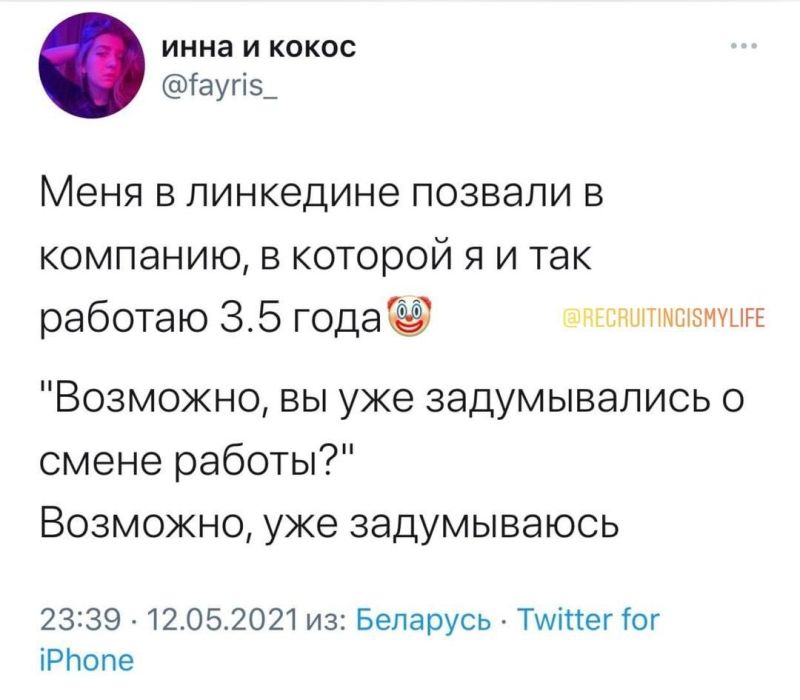 инна и кокос
@fayris_
Меня в линкедине позвали в
компанию, в которой я и так
работаю 3.5 года🤡
@RECRUITINGISMYLIFE
"Возможно, вы уже задумывались о
смене работы?"
Возможно, уже задумываюсь
23:39 · 12.05.2021 из: Беларусь · Twitter for
iPhone